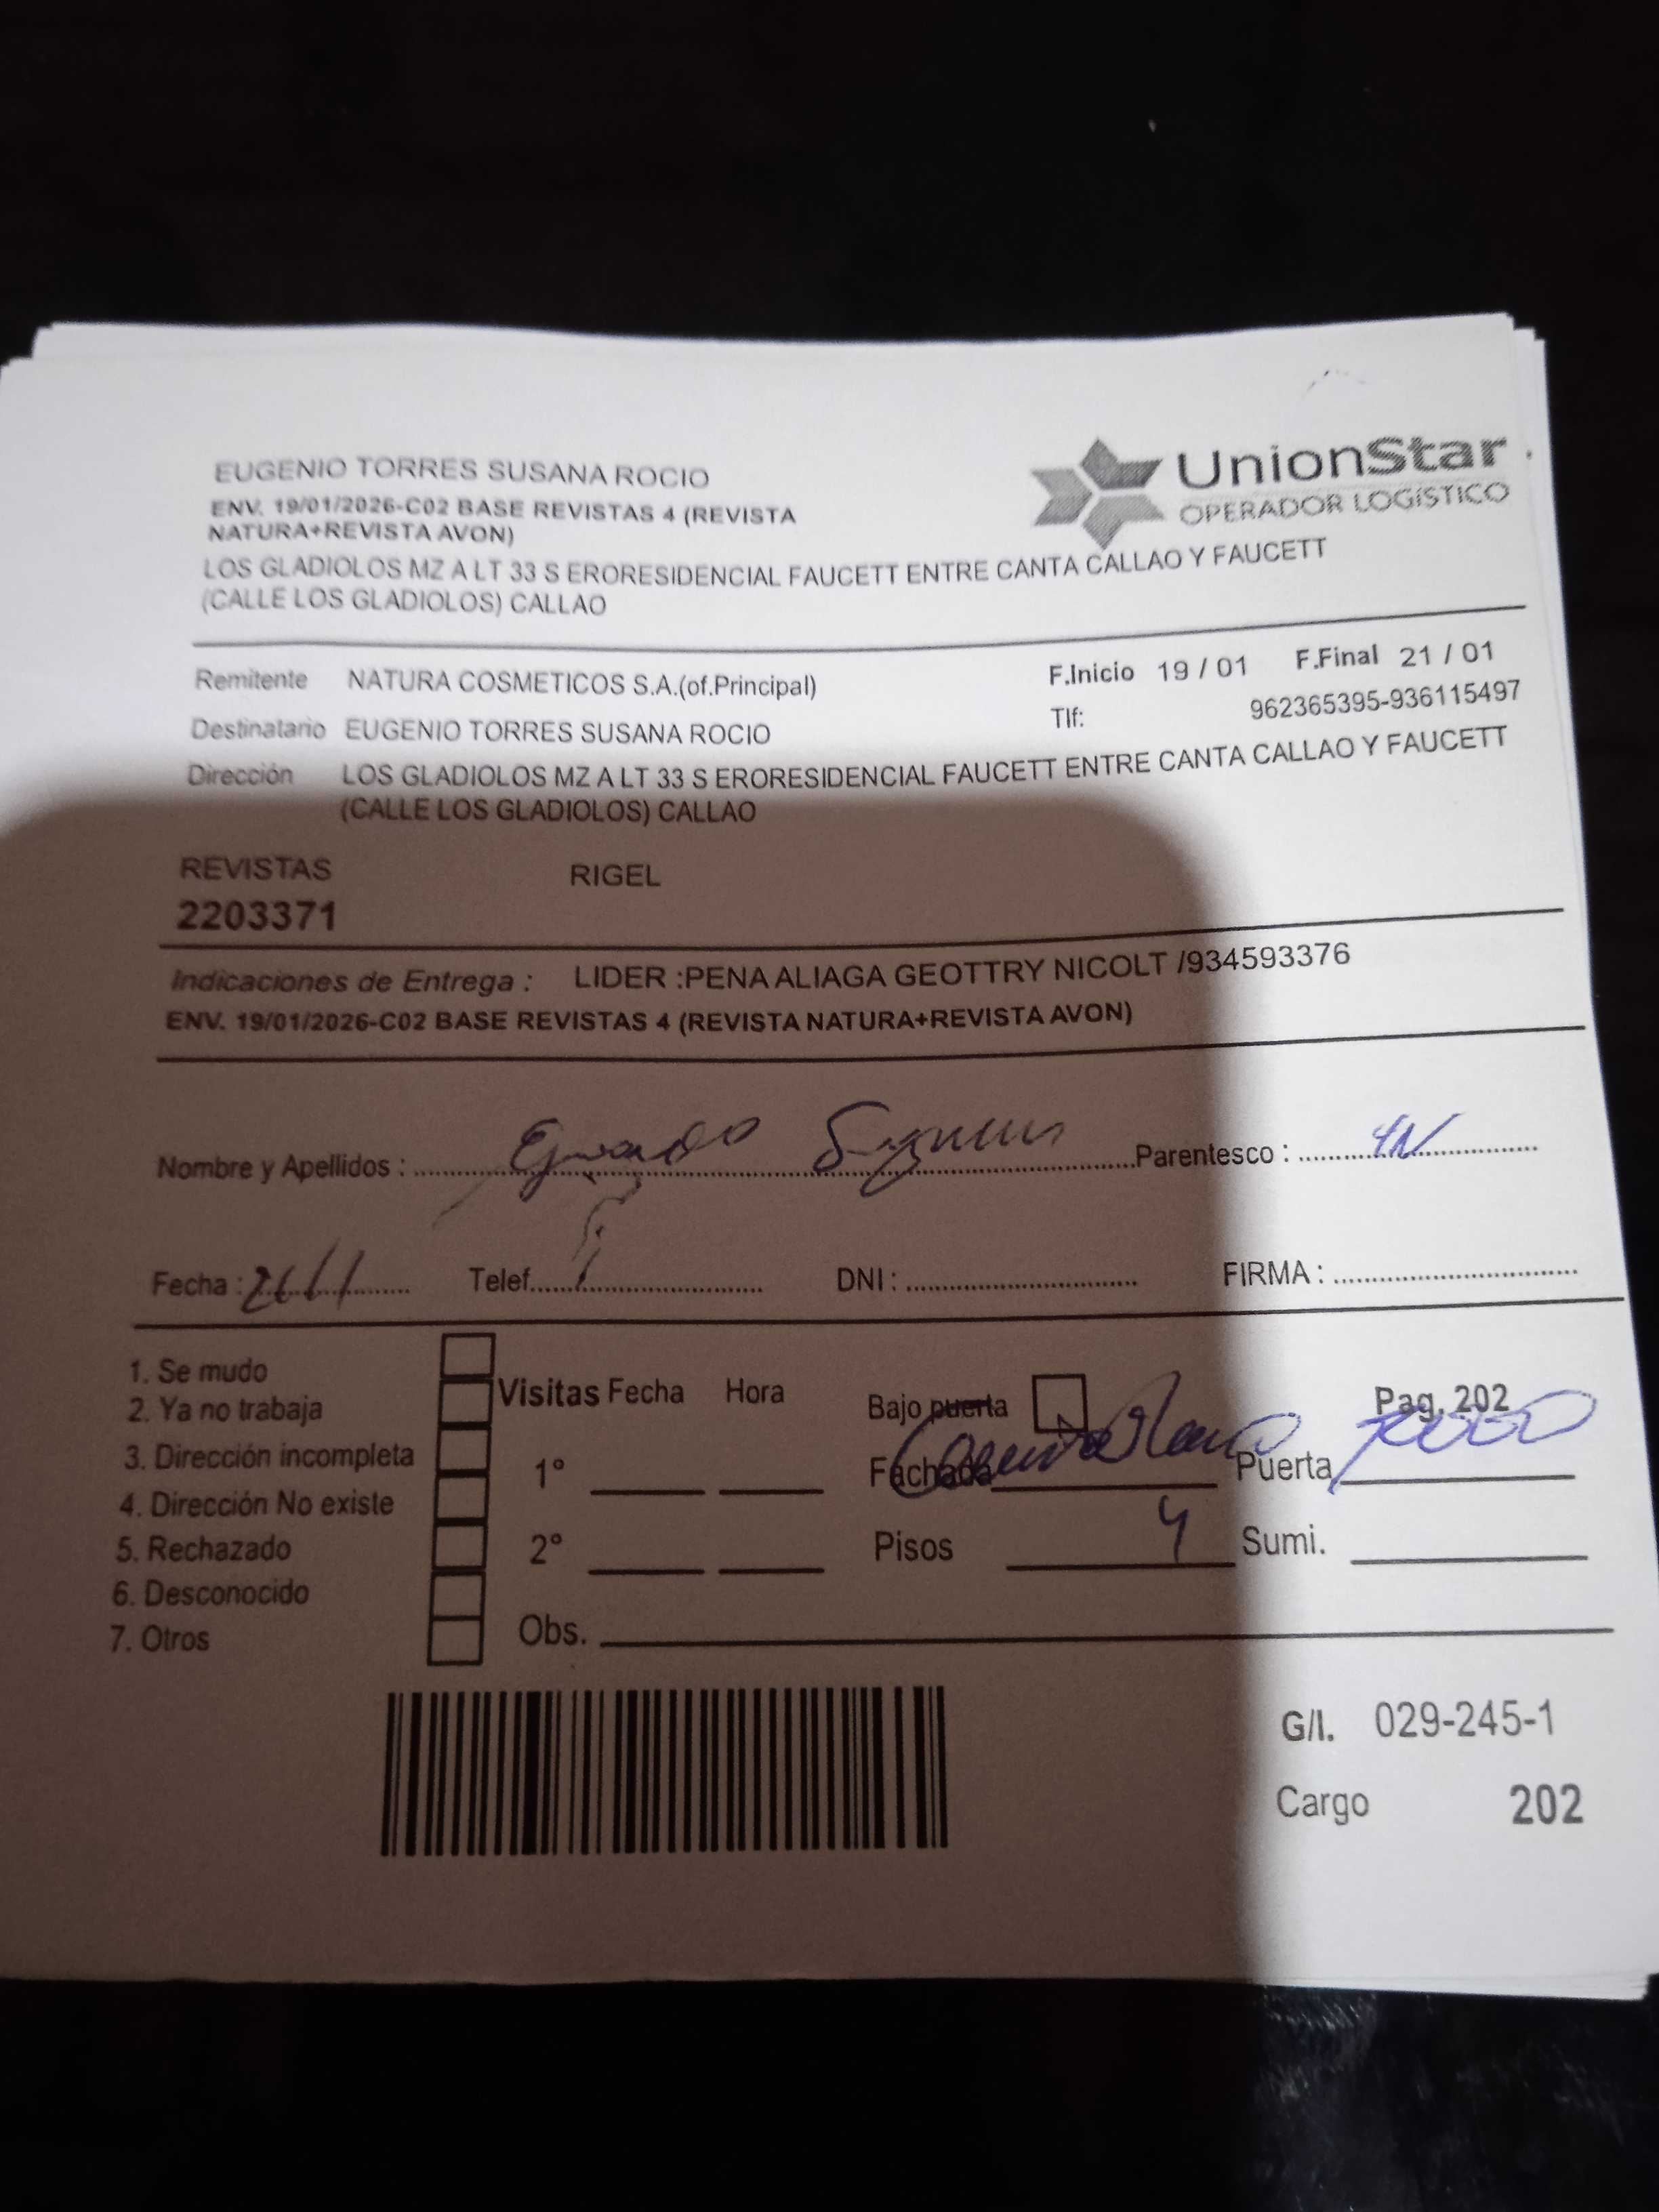 EUGENIO TORRES SUSANA ROCIO
UnionStar
OPERADOR LOGÍSTICO
ENV. 19/01/2026-C02 BASE REVISTAS 4 (REVISTA
NATURA+REVISTA AVON)
LOS GLADIOLOS MZ A LT 33 S ERORESIDENCIAL FAUCETT ENTRE CANTA CALLAO Y FAUCETT
(CALLE LOS GLADIOLOS) CALLAO
Remitente NATURA COSMETICOS S.A.(of.Principal) F.Inicio 19 / 01 F.Final 21 / 01
Destinatario EUGENIO TORRES SUSANA ROCIO Tlf: 962365395-936115497
Dirección LOS GLADIOLOS MZ A LT 33 S ERORESIDENCIAL FAUCETT ENTRE CANTA CALLAO Y FAUCETT
(CALLE LOS GLADIOLOS) CALLAO
REVISTAS RIGEL
2203371
Indicaciones de Entrega : LIDER :PENA ALIAGA GEOTTRY NICOLT /934593376
ENV. 19/01/2026-C02 BASE REVISTAS 4 (REVISTA NATURA+REVISTA AVON)
Nombre y Apellidos : Parentesco :
Fecha : Telef. DNI : FIRMA :
1. Se mudo
2. Ya no trabaja
3. Dirección incompleta
4. Dirección No existe
5. Rechazado
6. Desconocido
7. Otros
Visitas Fecha Hora
1°
2°
Obs.
Bajo puerta Pag. 202
Fachada Puerta
Pisos 4 Sumi.
G/I. 029-245-1
Cargo 202